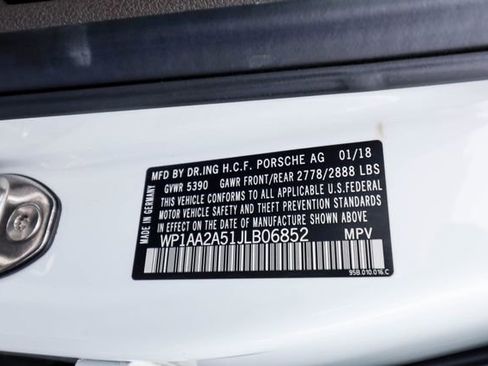 MADE IN GERMANY
MFD BY DR.ING H.C.F. PORSCHE AG 01/18
GVWR 5390 GAWR FRONT/REAR 2778/2888 LBS
THIS VEHICLE CONFORMS TO ALL APPLICABLE U.S.FEDERAL
MOTOR VEHICLE SAFETY, BUMPER AND THEFT PREVENTION STANDARDS
IN EFFECT ON THE DATE OF MANUFACTURE SHOWN ABOVE.
WP1AA2A51JLB06852 MPV
95B.010.016.C